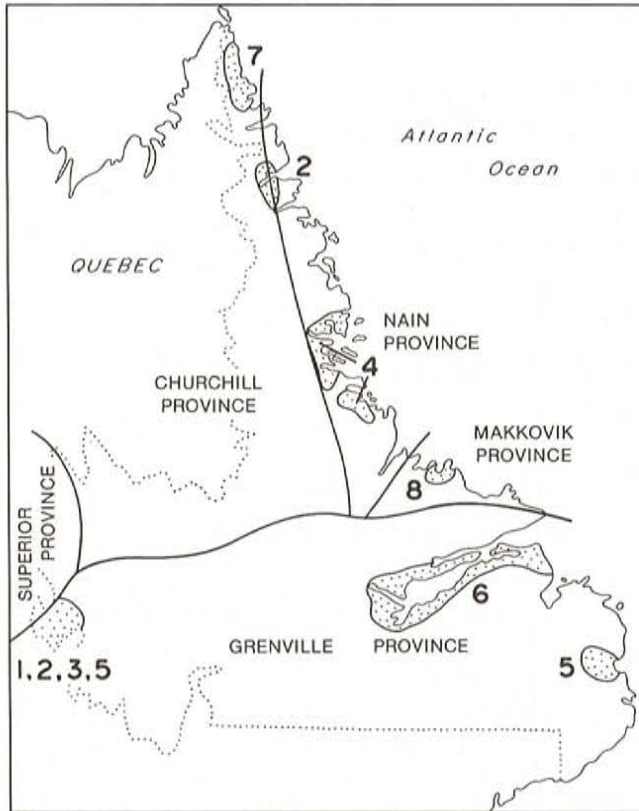 7
Atlantic
Ocean
2
QUEBEC
NAIN
PROVINCE
4
CHURCHILL
PROVINCE
MAKKOVIK
PROVINCE
8
SUPERIOR
PROVINCE
6
GRENVILLE PROVINCE
5
1,2,3,5